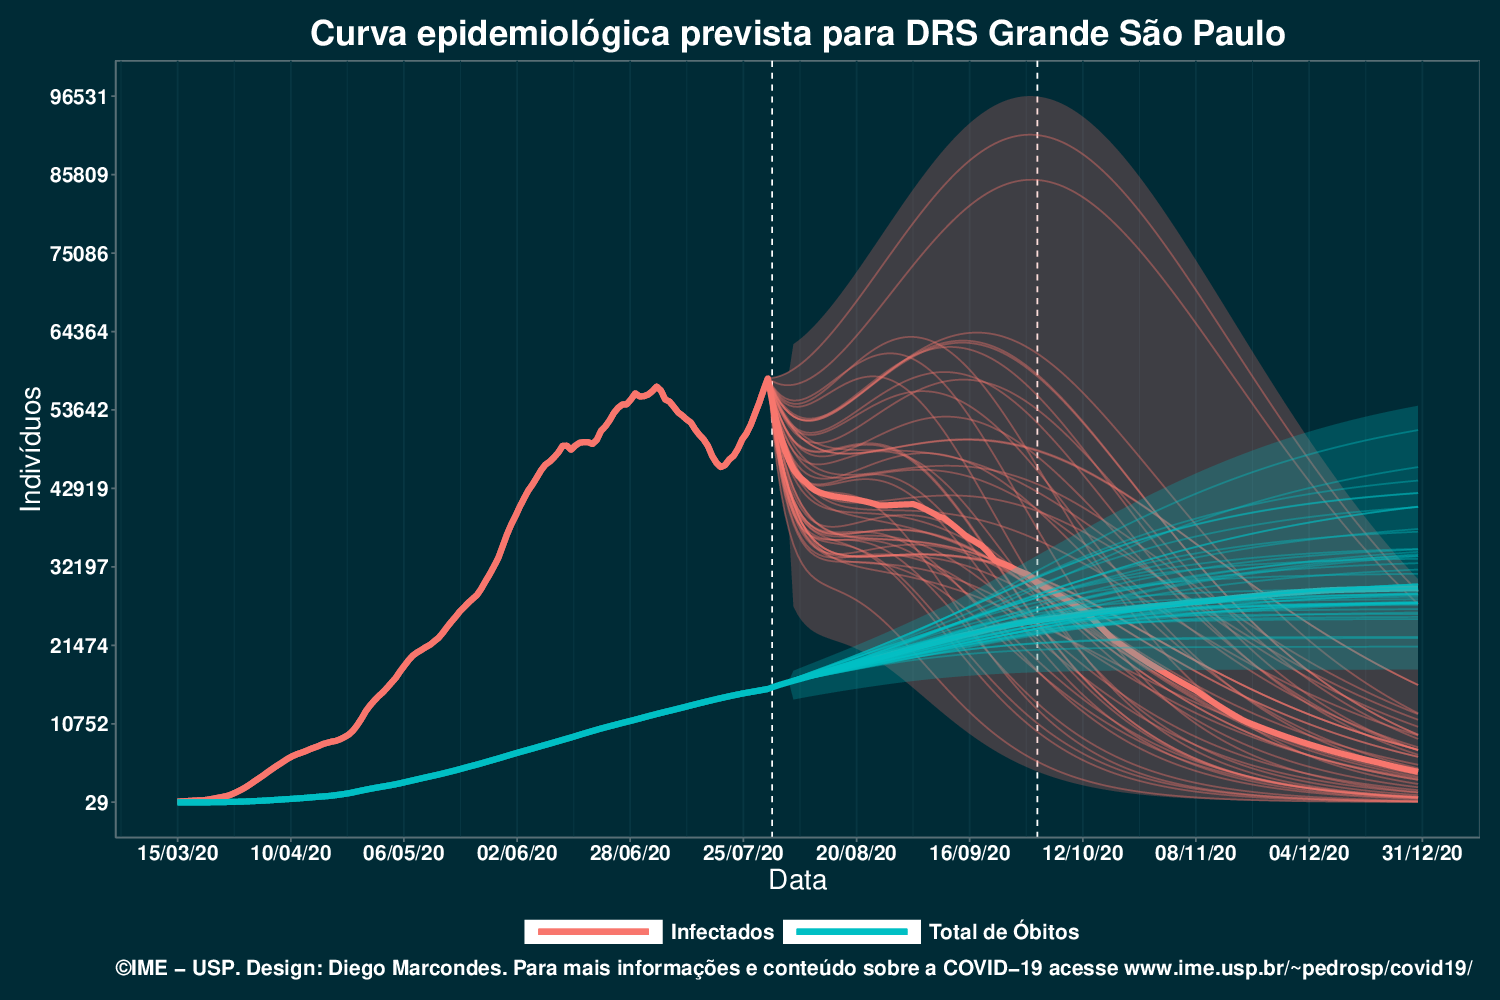 Curva epidemiológica prevista para DRS Grande São Paulo
Indivíduos
96531
85809
75086
64364
53642
42919
32197
21474
10752
29
15/03/20 10/04/20 06/05/20 02/06/20 28/06/20 25/07/20 20/08/20 16/09/20 12/10/20 08/11/20 04/12/20 31/12/20
Data
Infectados Total de Óbitos
©IME − USP. Design: Diego Marcondes. Para mais informações e conteúdo sobre a COVID−19 acesse www.ime.usp.br/~pedrosp/covid19/